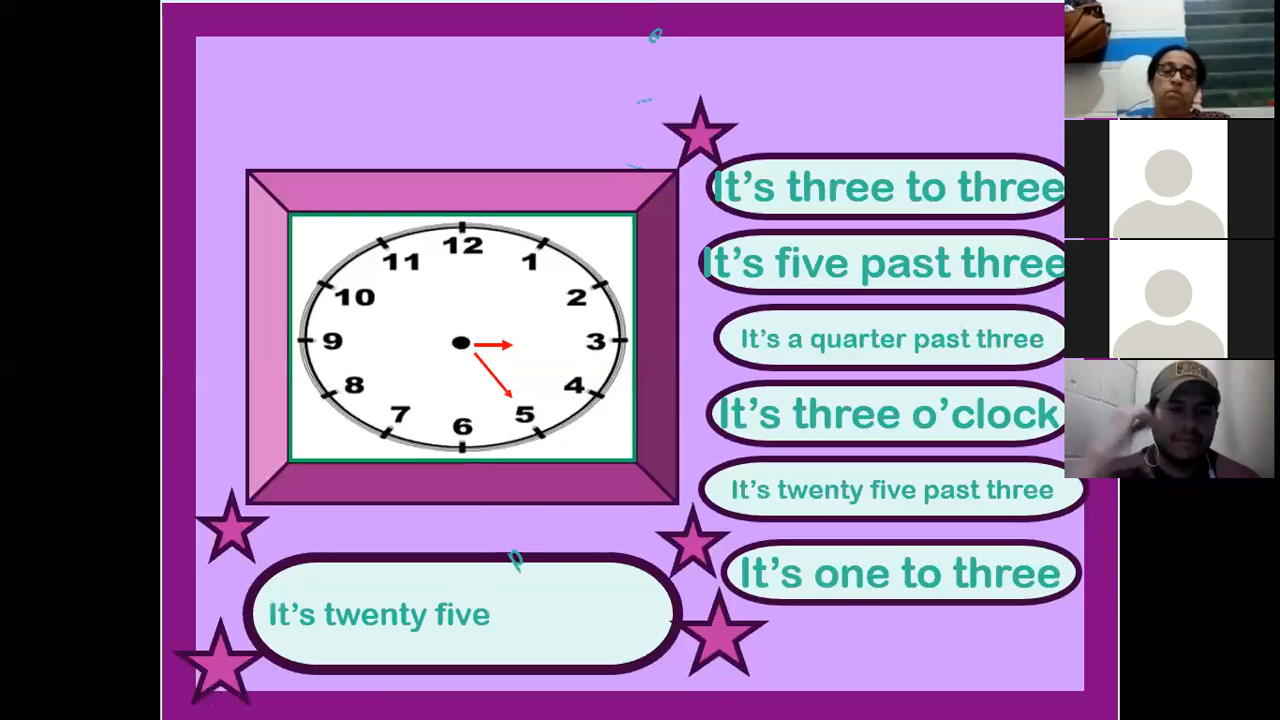 12
11
1
10
2
9
3
8
4
7
5
6
It's three to three
It's five past three
It's a quarter past three
It's three o'clock
It's twenty five past three
It's one to three
It's twenty five
p